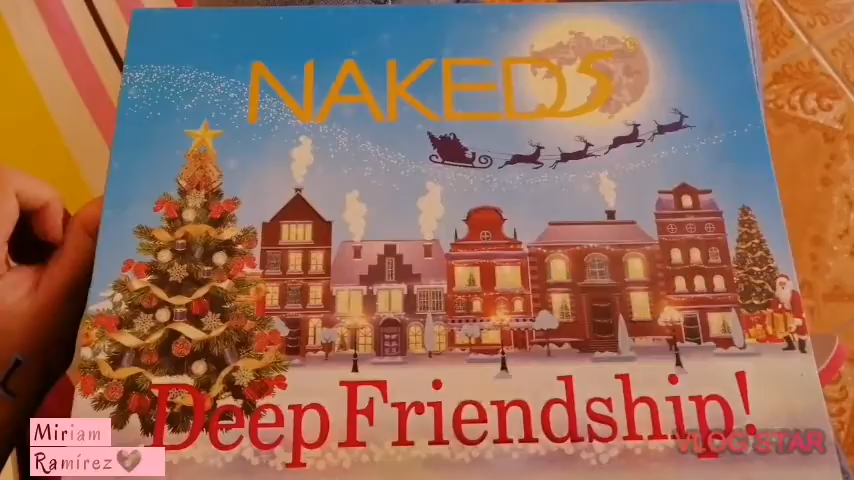 NAKED5
Deep Friendship!
Miriam
Ramírez
VLOG STAR